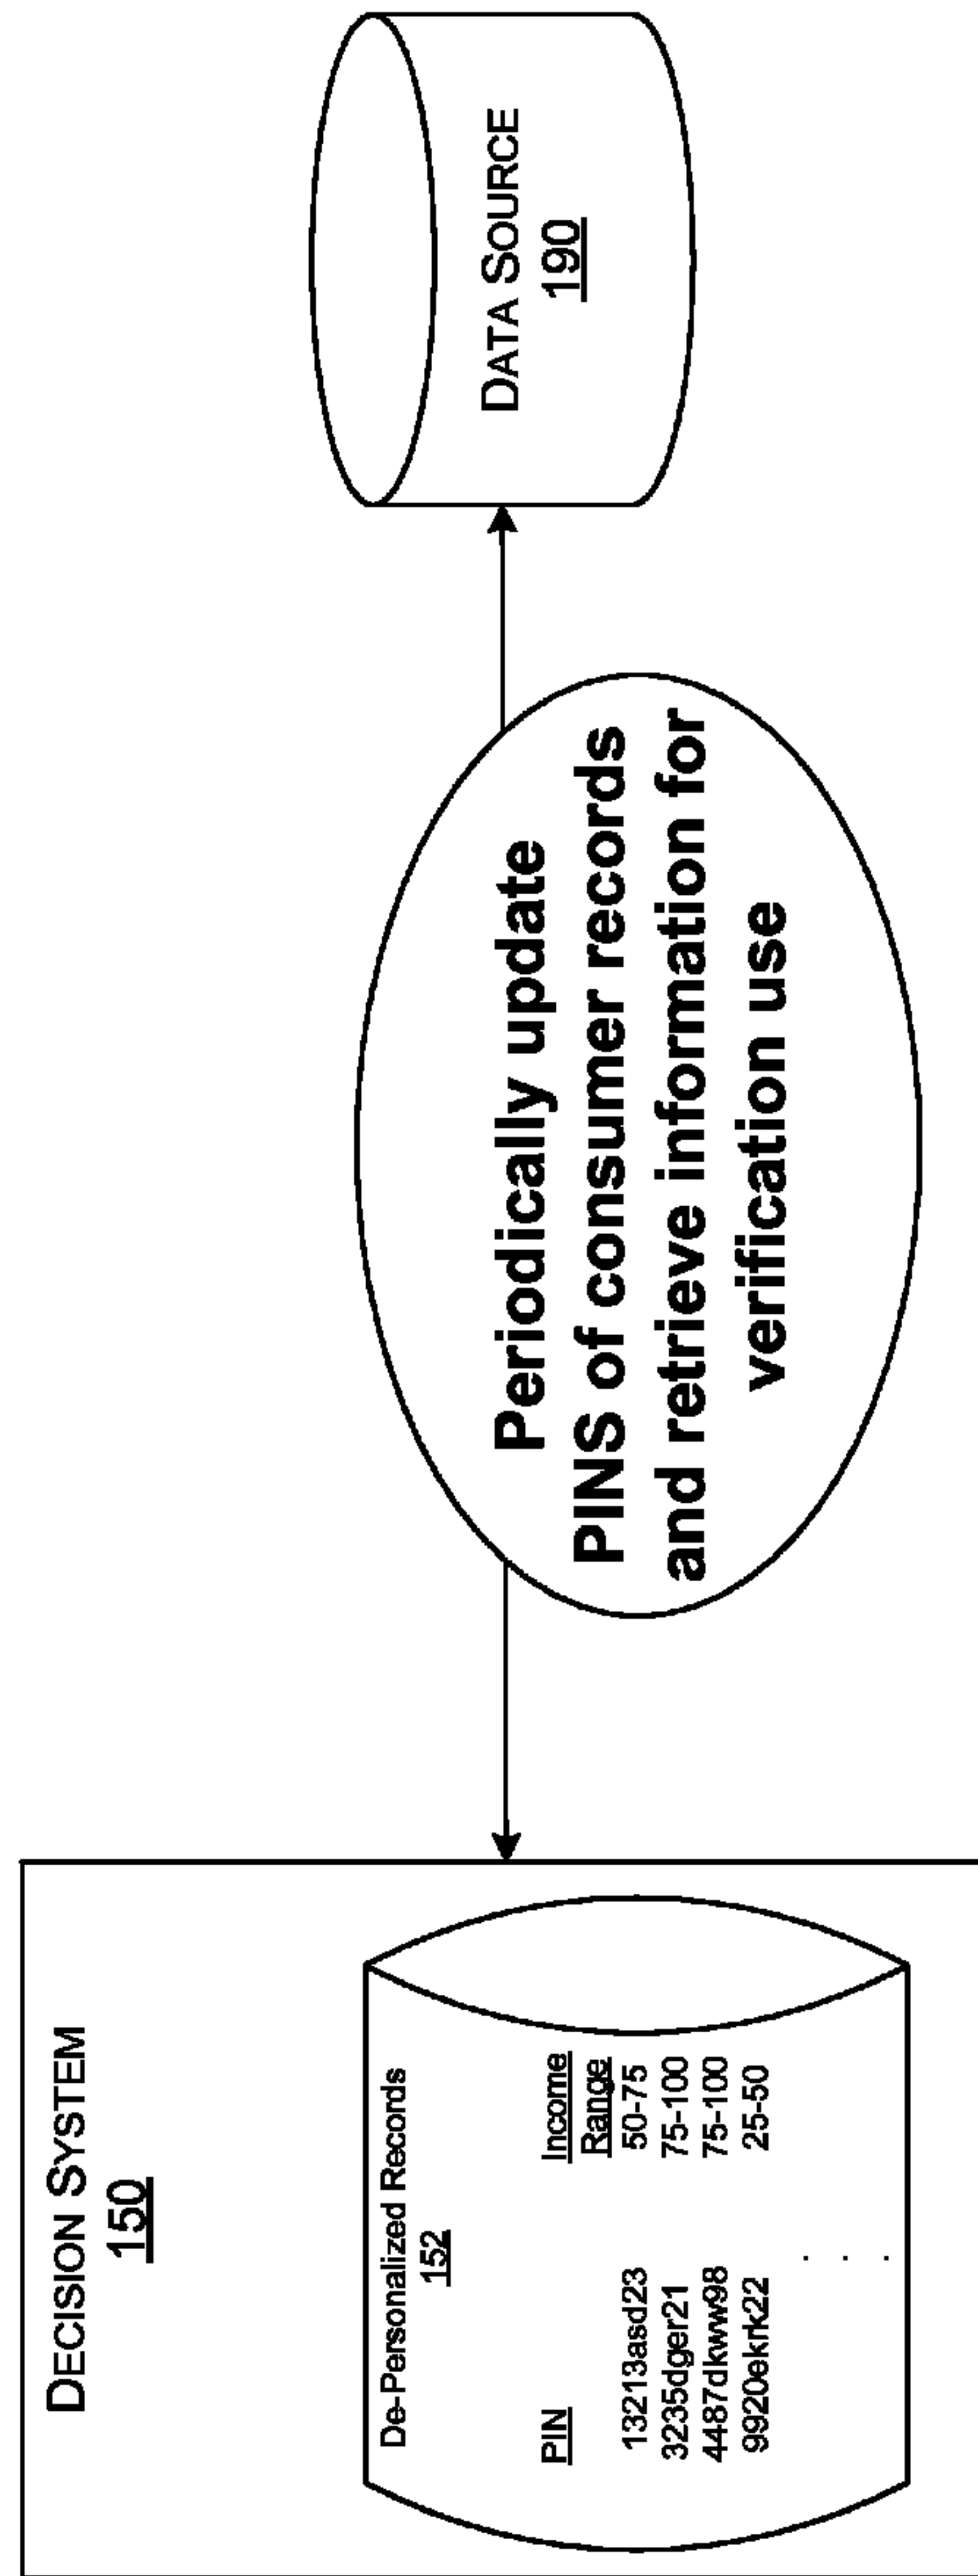 DECISION SYSTEM
150
De-Personalized Records
152
PIN Income
Range
13213asd23 50-75
3235dger21 75-100
4487dkww98 75-100
9920ekrk22 25-50
.
.
.
Periodically update
PINS of consumer records
and retrieve information for
verification use
DATA SOURCE
190